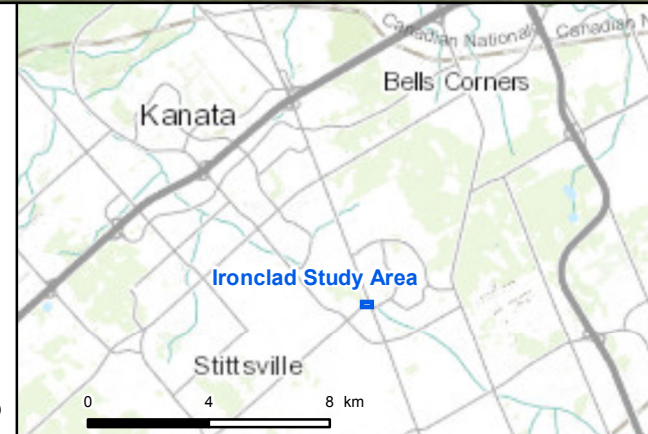 Canadian National
Canadian N
Bells Corners
Kanata
Ironclad Study Area
Stittsville
0 4 8 km